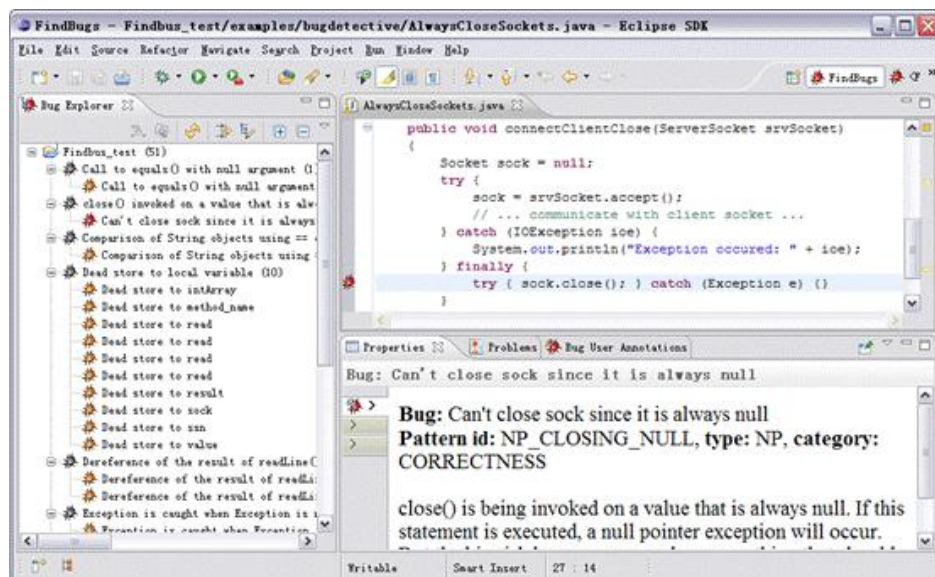 FindBugs - Findbus_test/examples/bugdetective/AlwaysCloseSockets.java - Eclipse SDK
File Edit Source Refactor Navigate Search Project Run Window Help
FindBugs
Bug Explorer
Findbus_test (51)
Call to equals() with null argument (1
Call to equals() with null argument
close() invoked on a value that is alw
Can't close sock since it is always
Comparison of String objects using ==
Comparison of String objects using
Dead store to local variable (10)
Dead store to intArray
Dead store to method_name
Dead store to read
Dead store to read
Dead store to read
Dead store to read
Dead store to result
Dead store to sock
Dead store to ssn
Dead store to value
Dereference of the result of readLine(
Dereference of the result of readLi
Dereference of the result of readLi
Exception is caught when Exception is
Exception is caught when Exception
AlwaysCloseSockets.java
public void connectClientClose(ServerSocket srvSocket)
{
Socket sock = null;
try {
sock = srvSocket.accept();
// ... communicate with client socket ...
} catch (IOException ioe) {
System.out.println("Exception occured: " + ioe);
} finally {
try { sock.close(); } catch (Exception e) {}
}
Properties Problems Bug User Annotations
Bug: Can't close sock since it is always null
Bug: Can't close sock since it is always null
Pattern id: NP_CLOSING_NULL, type: NP, category:
CORRECTNESS
close() is being invoked on a value that is always null. If this
statement is executed, a null pointer exception will occur.
Writable Smart Insert 27 : 14